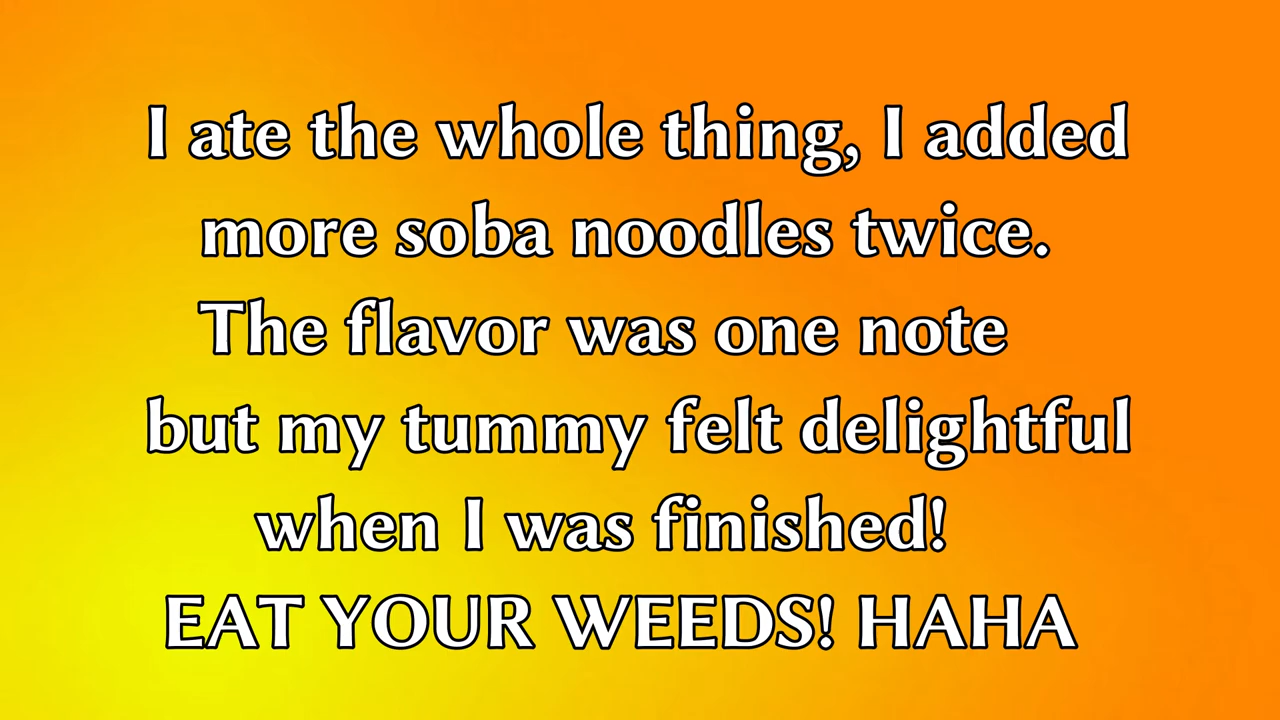 I ate the whole thing, I added
more soba noodles twice.
The flavor was one note
but my tummy felt delightful
when I was finished!
EAT YOUR WEEDS! HAHA